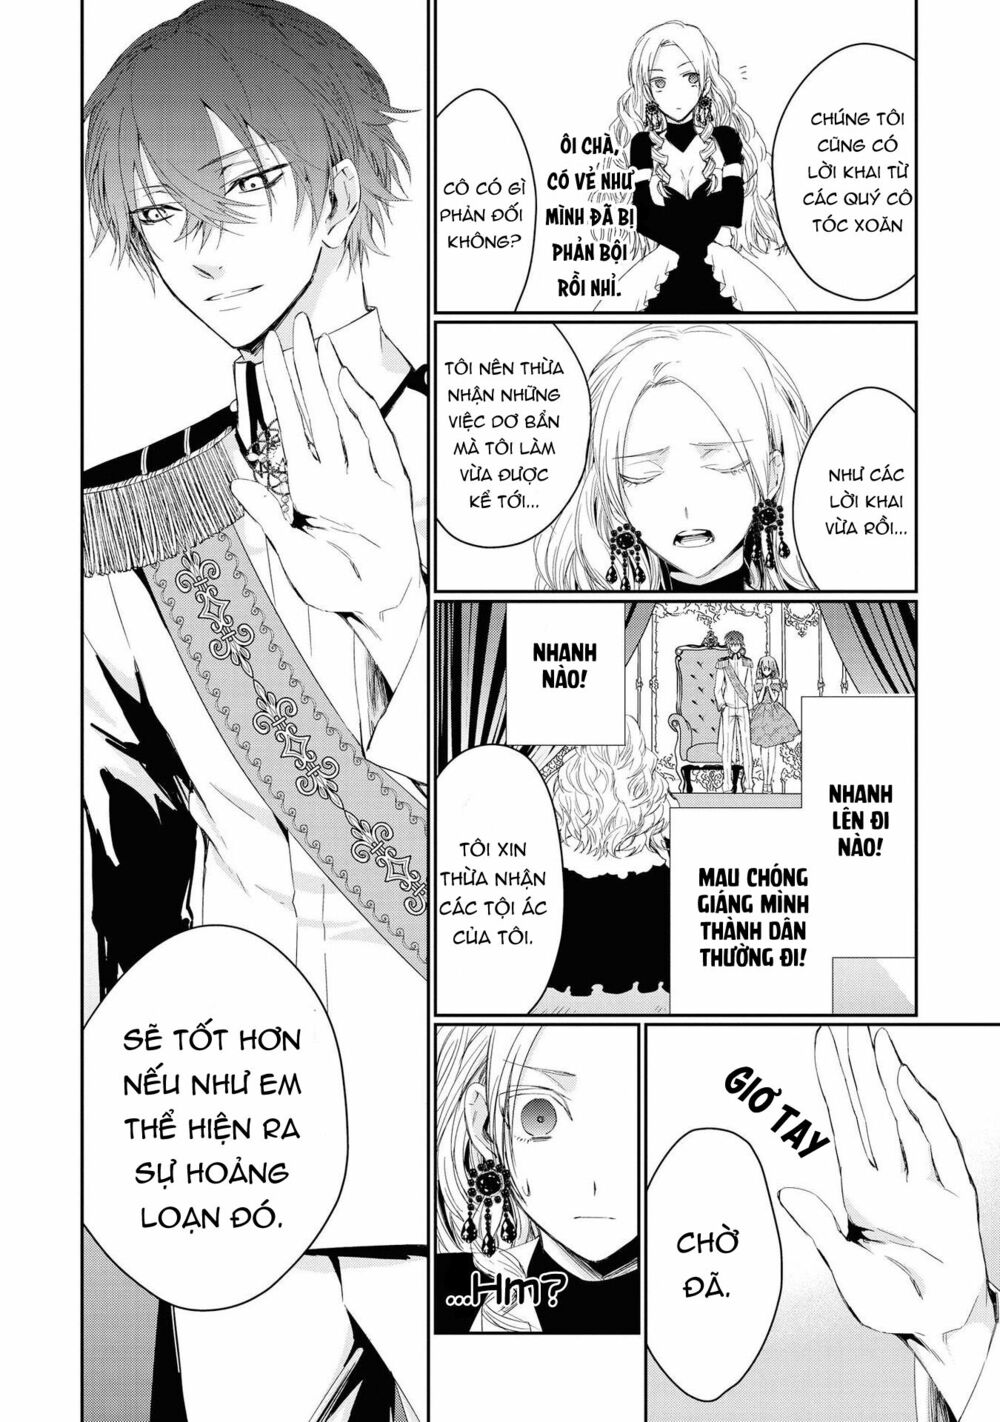 CHÚNG TÔI
CŨNG CÓ
LỜI KHAI TỪ
CÁC QUÝ CÔ
TÓC XOĂN
ÔI CHÀ,
CÓ VẺ NHƯ
MÌNH ĐÃ BỊ
PHẢN BỘI
RỒI NHỈ.
CÔ CÓ GÌ
PHẢN ĐỐI
KHÔNG?
NHƯ CÁC
LỜI KHAI
VỪA RỒI...
TÔI NÊN THỪA
NHẬN NHỮNG
VIỆC DƠ BẨN
MÀ TÔI LÀM
VỪA ĐƯỢC
KỂ TỚI...
NHANH
NÀO!
NHANH
LÊN ĐI
NÀO!
MAU CHÓNG
GIÁNG MÌNH
THÀNH DÂN
THƯỜNG ĐI!
TÔI XIN
THỪA NHẬN
CÁC TỘI ÁC
CỦA TÔI.
GIƠ TAY
CHỜ
ĐÃ.
...Hm?
SẼ TỐT HƠN
NẾU NHƯ EM
THỂ HIỆN RA
SỰ HOẢNG
LOẠN ĐÓ.